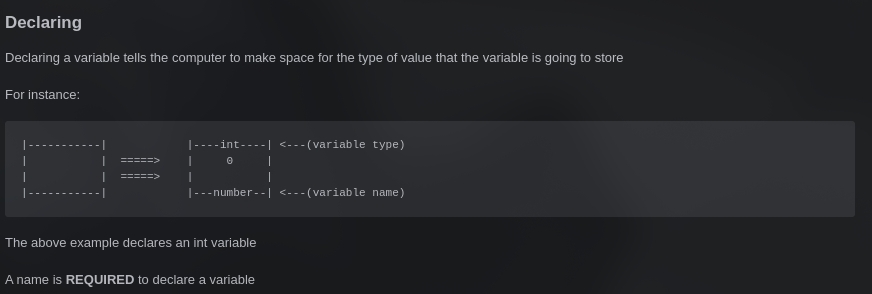 Declaring
Declaring a variable tells the computer to make space for the type of value that the variable is going to store
For instance:
|-----------|            |----int----| <---(variable type)
|           |  =====>    |     0     |
|           |  =====>    |           |
|-----------|            |---number--| <---(variable name)
The above example declares an int variable
A name is REQUIRED to declare a variable